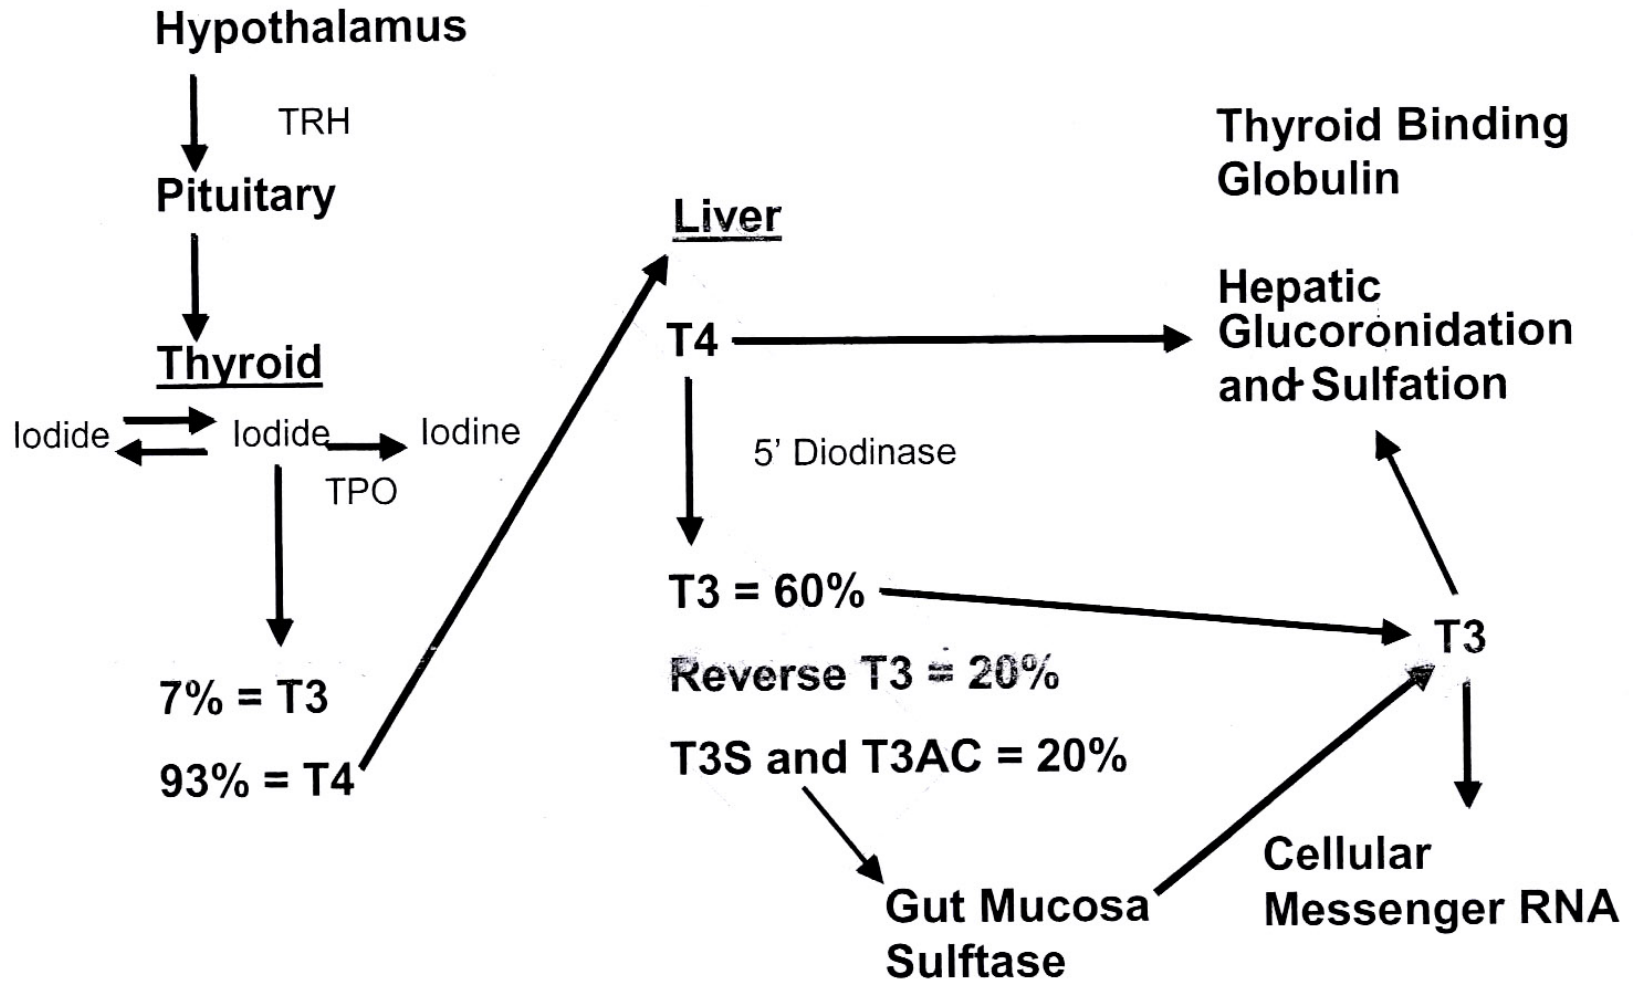 Hypothalamus
TRH
Pituitary
Thyroid
Iodide
Iodide
Iodine
TPO
7% = T3
93% = T4
Liver
T4
5’ Diodinase
T3 = 60%
Reverse T3 = 20%
T3S and T3AC = 20%
Gut Mucosa
Sulftase
Thyroid Binding
Globulin
Hepatic
Glucoronidation
and Sulfation
T3
Cellular
Messenger RNA